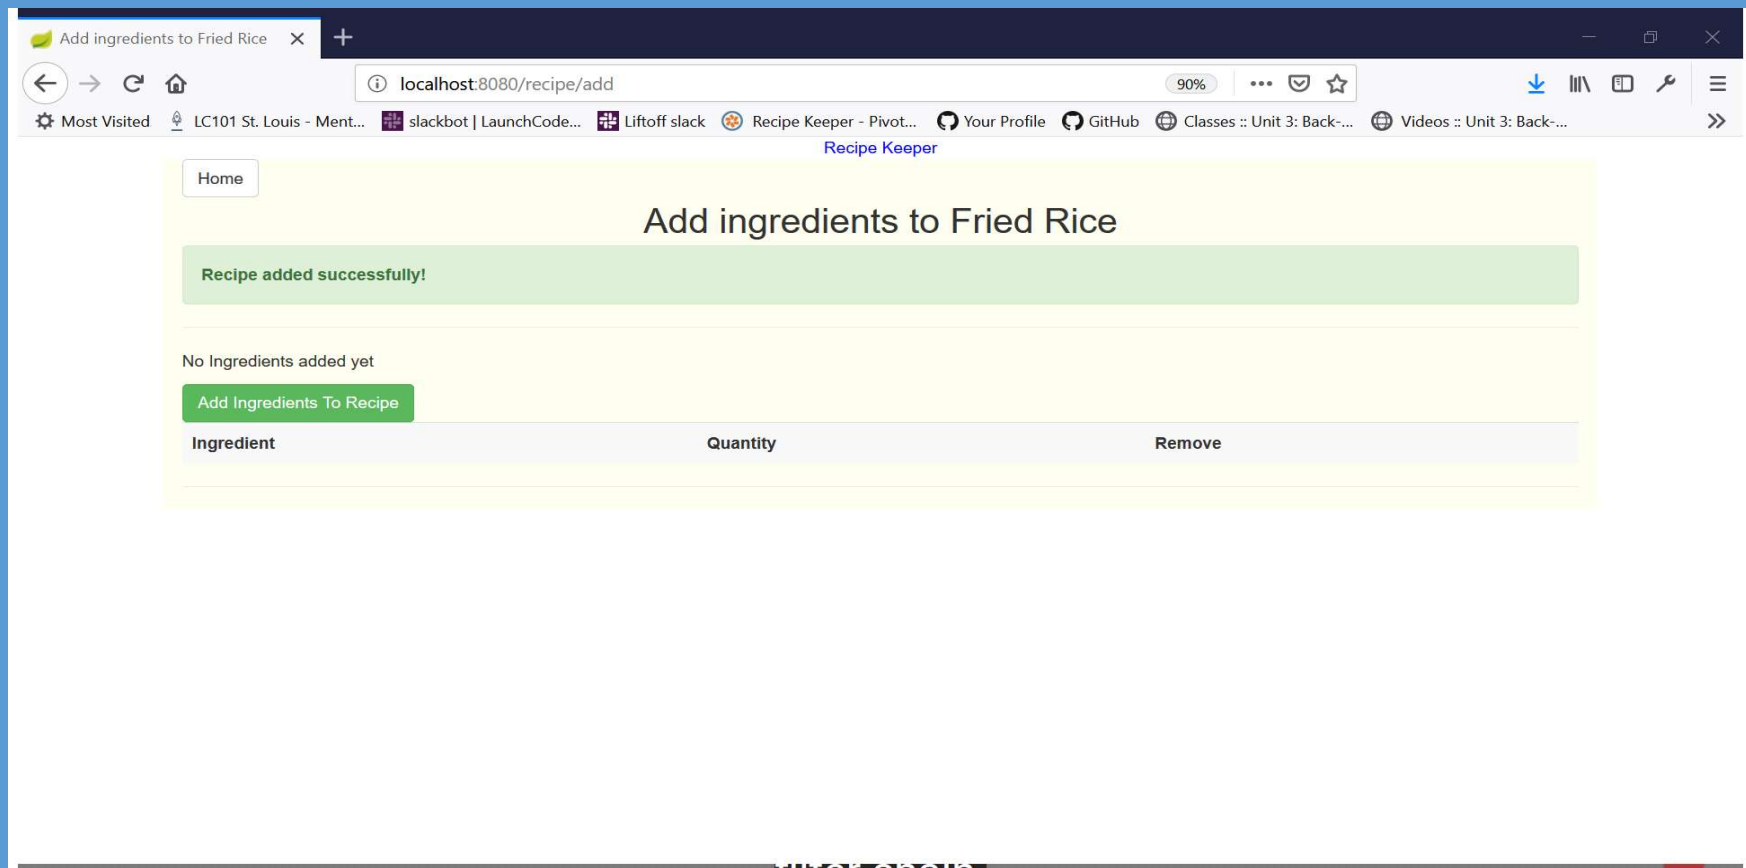 Add ingredients to Fried Rice
localhost:8080/recipe/add 90%
Most Visited LC101 St. Louis - Ment... slackbot | LaunchCode... Liftoff slack Recipe Keeper - Pivot... Your Profile GitHub Classes :: Unit 3: Back-... Videos :: Unit 3: Back-...
Recipe Keeper
Home
Add ingredients to Fried Rice
Recipe added successfully!
No Ingredients added yet
Add Ingredients To Recipe
Ingredient Quantity Remove